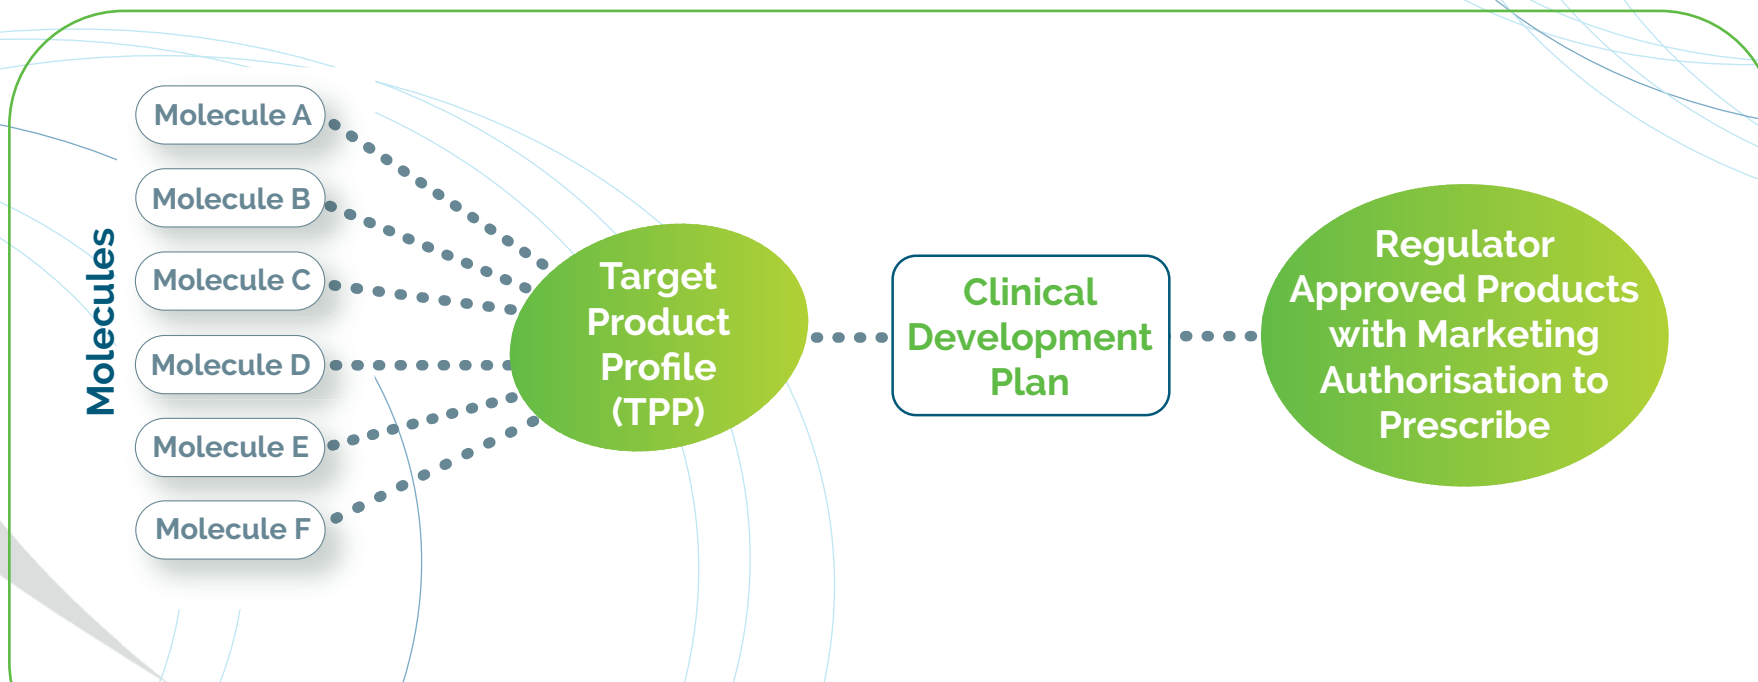 Molecules
Molecule A
Molecule B
Molecule C
Molecule D
Molecule E
Molecule F
Target
Product
Profile
(TPP)
Clinical
Development
Plan
Regulator
Approved Products
with Marketing
Authorisation to
Prescribe